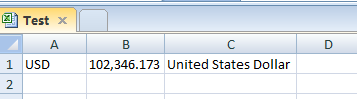 Test
A B C D
1 USD 102,346.173 United States Dollar
2